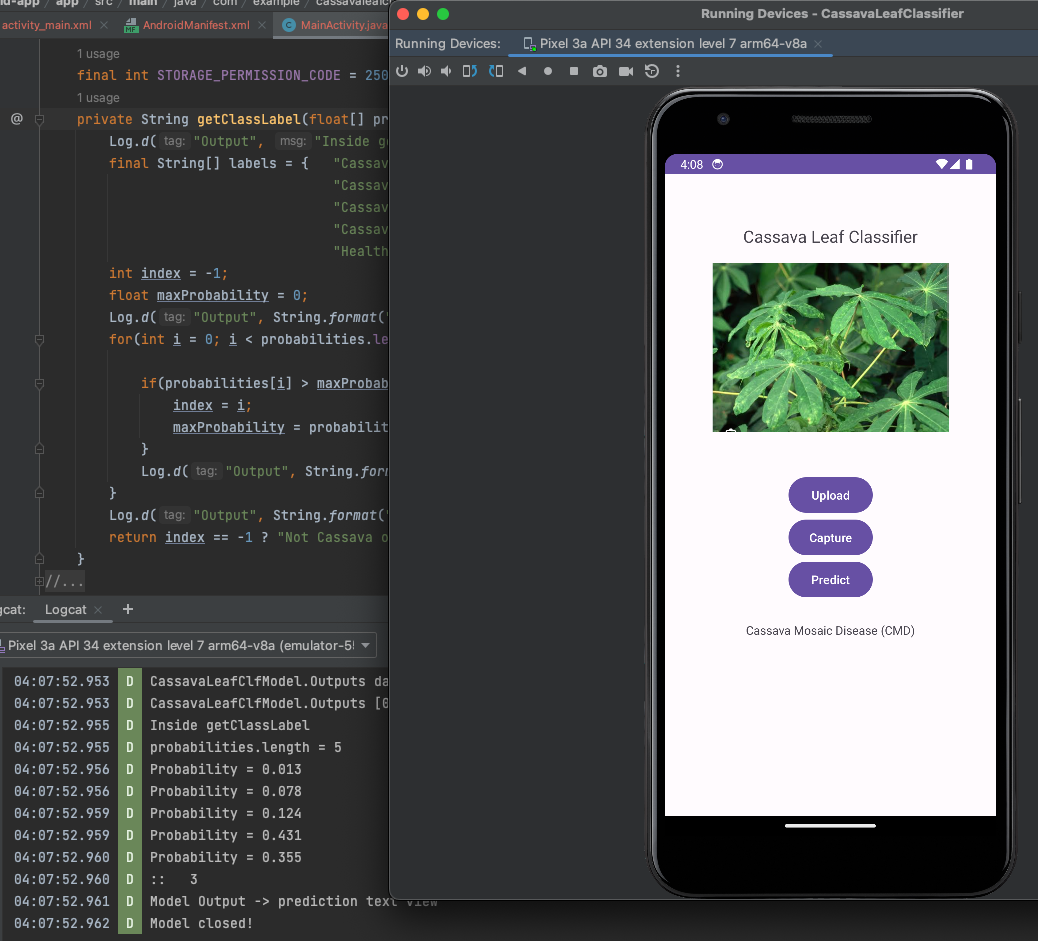 app
src
main
java
com
example
activity_main.xml
AndroidManifest.xml
MainActivity.java
1 usage
final int STORAGE_PERMISSION_CODE = 250
1 usage
@
private String getClassLabel(float[] pr
Log.d( tag: "Output", msg: "Inside g
final String[] labels = { "Cassav
"Cassav
"Cassav
"Cassav
"Health
int index = -1;
float maxProbability = 0;
Log.d( tag: "Output", String.format("
for(int i = 0; i < probabilities.le
if(probabilities[i] > maxProbab
index = i;
maxProbability = probabilit
}
Log.d( tag: "Output", String.for
}
Log.d( tag: "Output", String.format("
return index == -1 ? "Not Cassava o
}
//...
gcat: Logcat
Pixel 3a API 34 extension level 7 arm64-v8a (emulator-5
04:07:52.953 D CassavaLeafClfModel.Outputs da
04:07:52.953 D CassavaLeafClfModel.Outputs [0
04:07:52.955 D Inside getClassLabel
04:07:52.955 D probabilities.length = 5
04:07:52.956 D Probability = 0.013
04:07:52.956 D Probability = 0.078
04:07:52.959 D Probability = 0.124
04:07:52.959 D Probability = 0.431
04:07:52.960 D Probability = 0.355
04:07:52.960 D :: 3
04:07:52.961 D Model Output -> prediction text view
04:07:52.962 D Model closed!
Running Devices - CassavaLeafClassifier
Running Devices: Pixel 3a API 34 extension level 7 arm64-v8a
4:08
Cassava Leaf Classifier
Upload
Capture
Predict
Cassava Mosaic Disease (CMD)